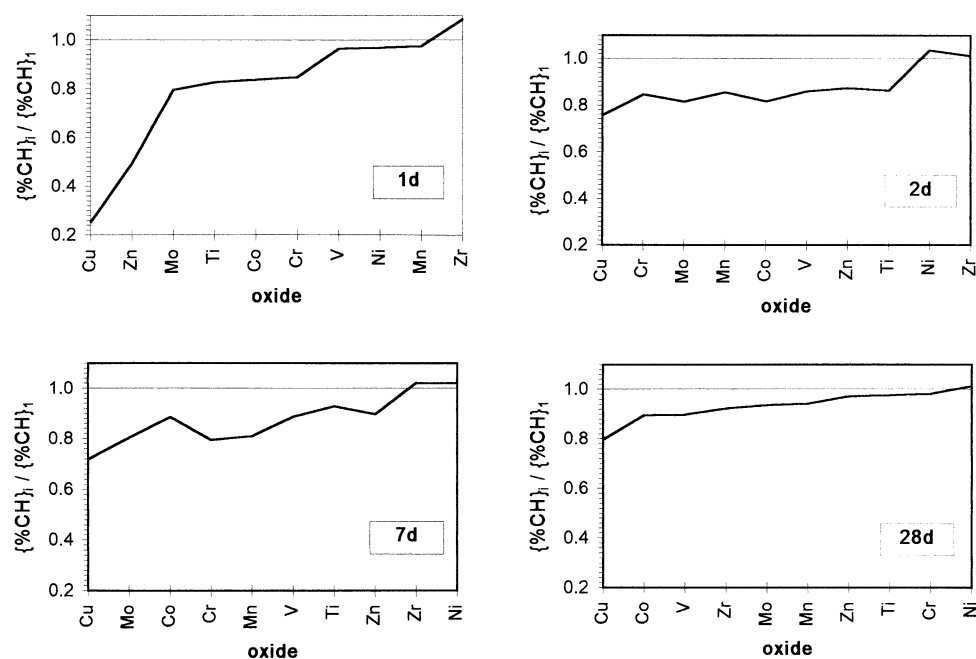 {%CH}i / {%CH}1
1.0
0.8
0.6
0.4
0.2
1d
Cu Zn Mo Ti Co Cr V Ni Mn Zr
oxide
{%CH}i / {%CH}1
1.0
0.8
0.6
0.4
0.2
2d
Cu Cr Mo Mn Co V Zn Ti Ni Zr
oxide
{%CH}i / {%CH}1
1.0
0.8
0.6
0.4
0.2
7d
Cu Mo Co Cr Mn V Ti Zn Zr Ni
oxide
{%CH}i / {%CH}1
1.0
0.8
0.6
0.4
0.2
28d
Cu Co V Zr Mo Mn Zn Ti Cr Ni
oxide